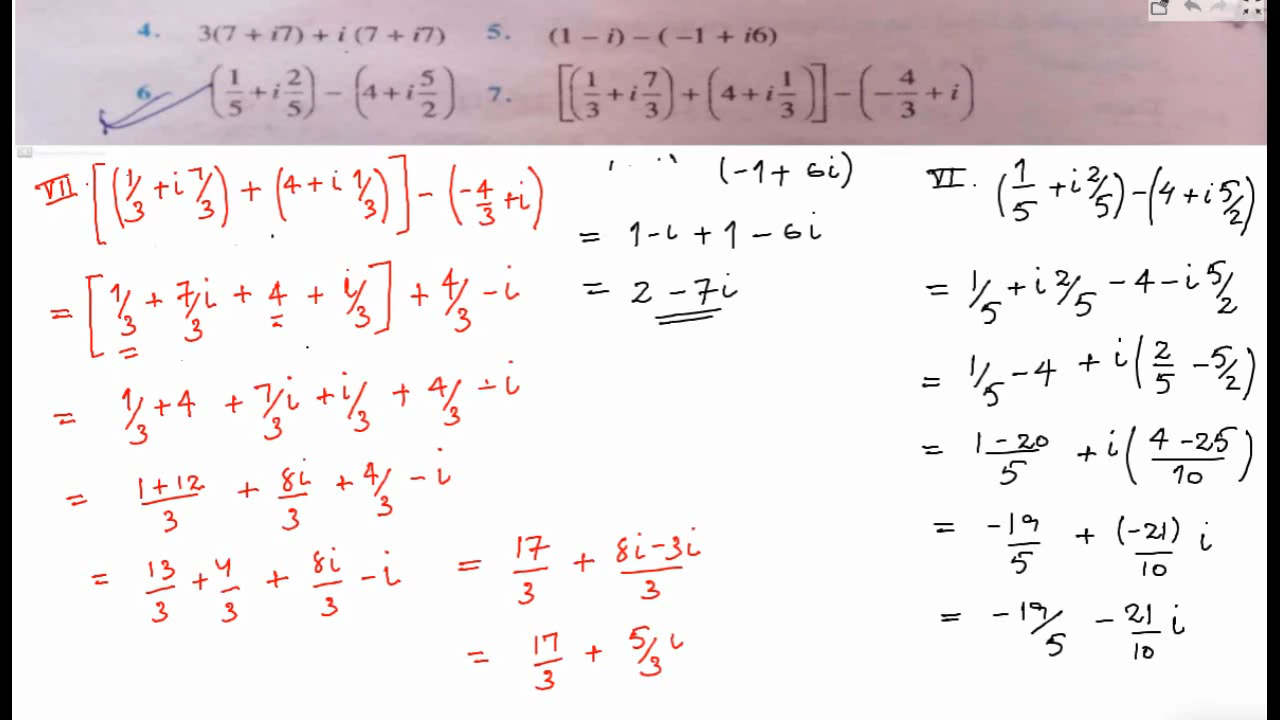 4. 3(7 + i7) + i (7 + i7) 5. (1 – i) – ( –1 + i6)
6. (1/5 + i 2/5) – (4 + i 5/2) 7. [(1/3 + i 7/3) + (4 + i 1/3)] – (– 4/3 + i)
VII. [(1/3 + i 7/3) + (4 + i 1/3)] - (-4/3 + i)
= [1/3 + 7/3 i + 4 + i/3] + 4/3 - i
= 1/3 + 4 + 7/3 i + i/3 + 4/3 - i
= 1+12/3 + 8i/3 + 4/3 - i
= 13/3 + 4/3 + 8i/3 - i
= 17/3 + 8i-3i/3
= 17/3 + 5/3 i
(-1 + 6i)
= 1-i + 1 - 6i
= 2 - 7i
VI. (1/5 + i 2/5) - (4 + i 5/2)
= 1/5 + i 2/5 - 4 - i 5/2
= 1/5 - 4 + i(2/5 - 5/2)
= 1-20/5 + i(4-25/10)
= -19/5 + (-21)/10 i
= -19/5 - 21/10 i